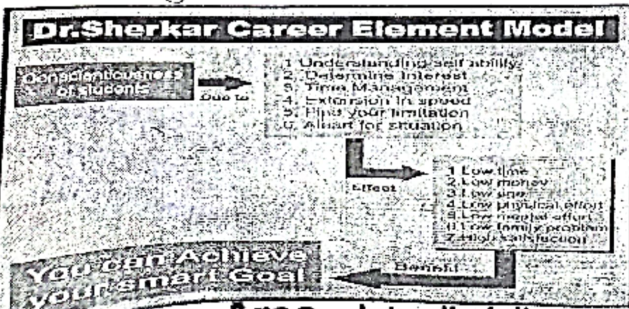 Dr.Sherkar Career Element Model
Conscientiousness
of students
Due to
1 Understanding self ability
2. Determine Interest
3. Time Management
4. Extansion in speed
5. Find your limitation
6. Alaart for situation
Effect
1 Low time
2 Low money
3 Low age
4 Low physical effort
5 Low mental effort
6 Low family problem
7 High satisfaction
Benefit
You can Achieve
your smart Goal